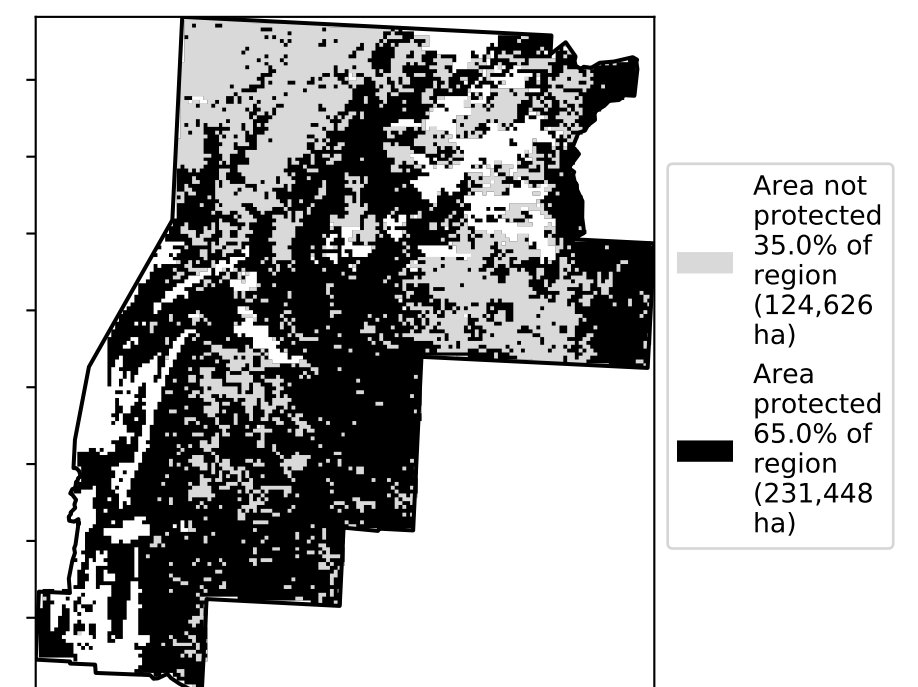 Area not
protected
35.0% of
region
(124,626
ha)
Area
protected
65.0% of
region
(231,448
ha)